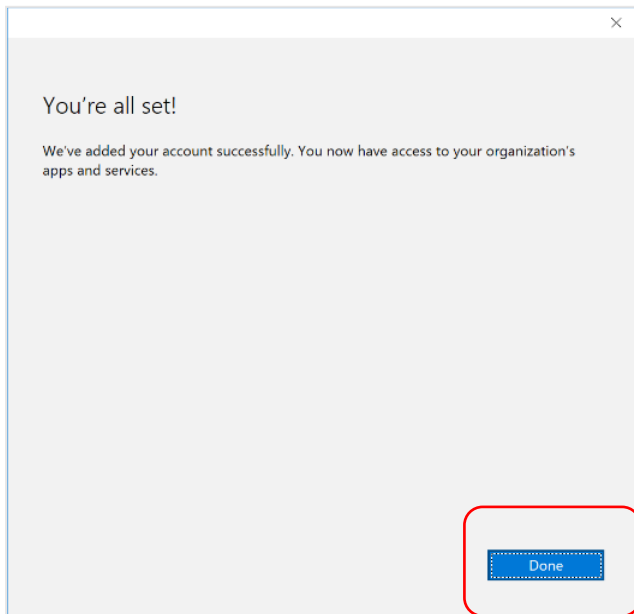 You’re all set!
We've added your account successfully. You now have access to your organization's
apps and services.
Done